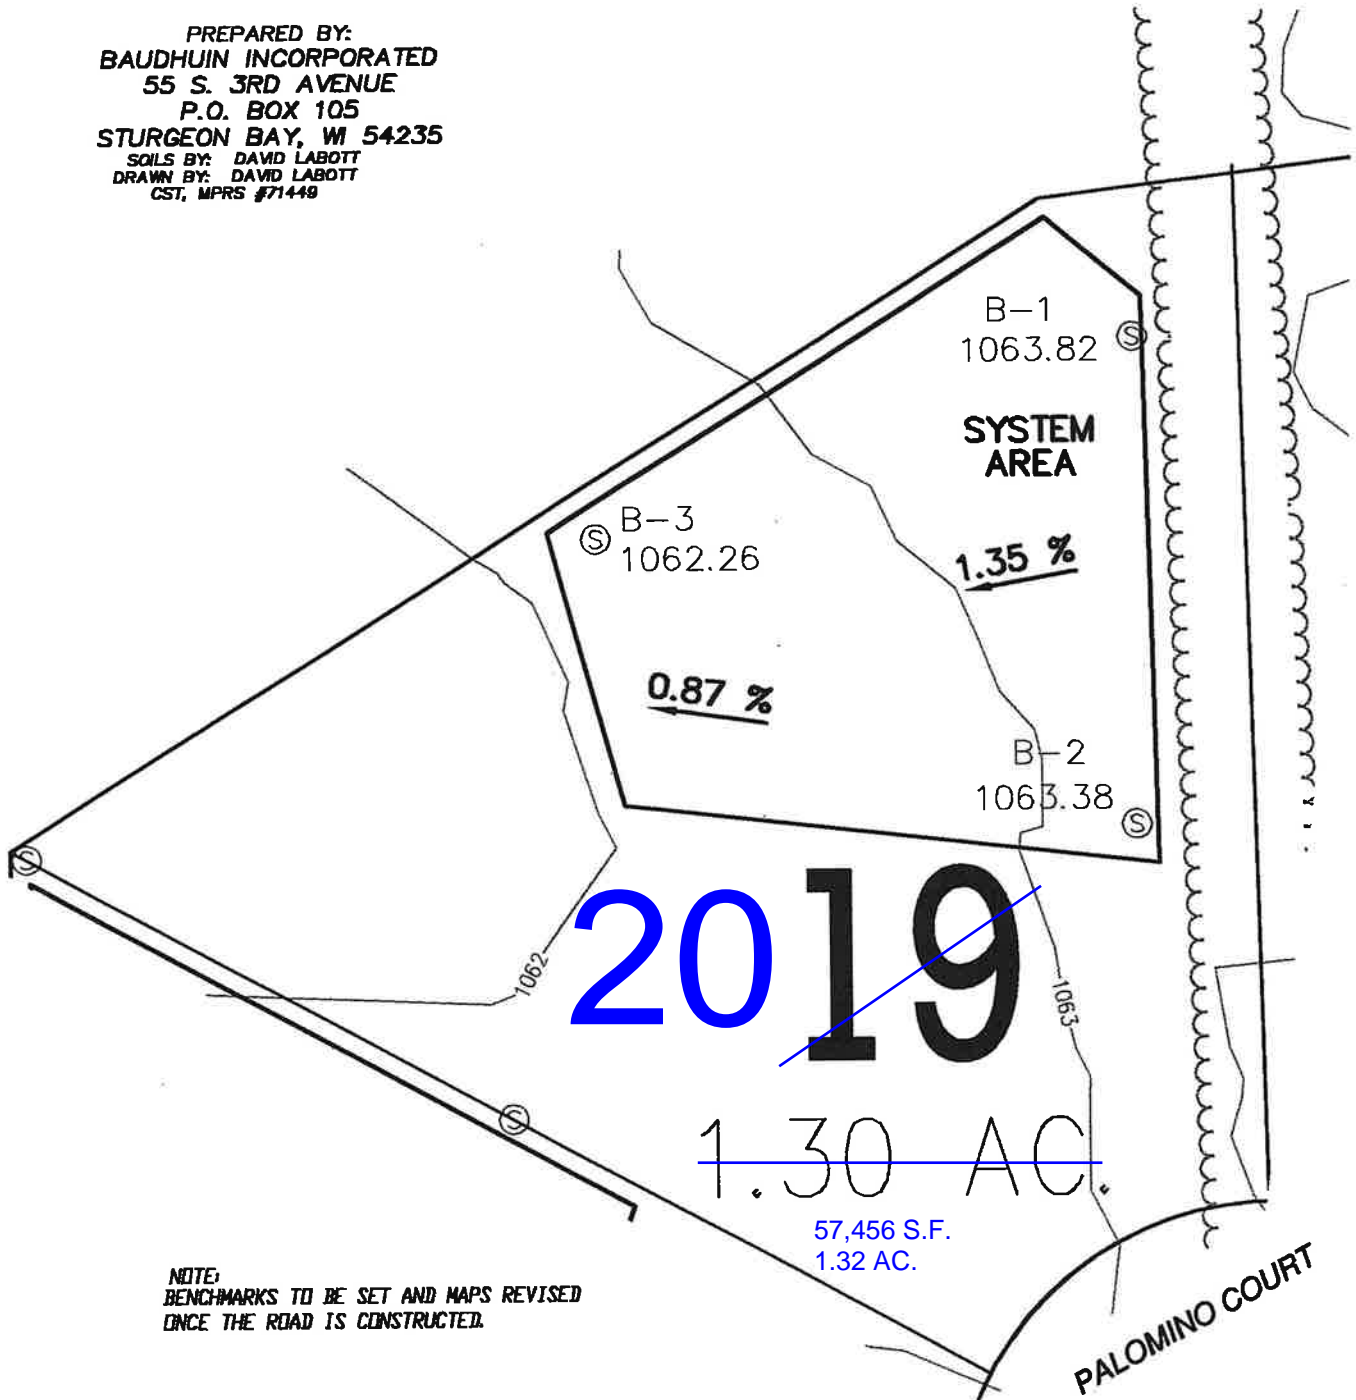 PREPARED BY:
BAUDHUIN INCORPORATED
55 S. 3RD AVENUE
P.O. BOX 105
STURGEON BAY, WI 54235
SOILS BY: DAVID LABOTT
DRAWN BY: DAVID LABOTT
CST, MPRS #71449
B-1
S
1063.82
SYSTEM
AREA
B-3
S
1062.26
1.35 %
0.87 %
B-2
1063.38
S
S
20
19
1062
1063
S
1.30 AC.
57,456 S.F.
1.32 AC.
NOTE:
BENCHMARKS TO BE SET AND MAPS REVISED
ONCE THE ROAD IS CONSTRUCTED.
PALOMINO COURT